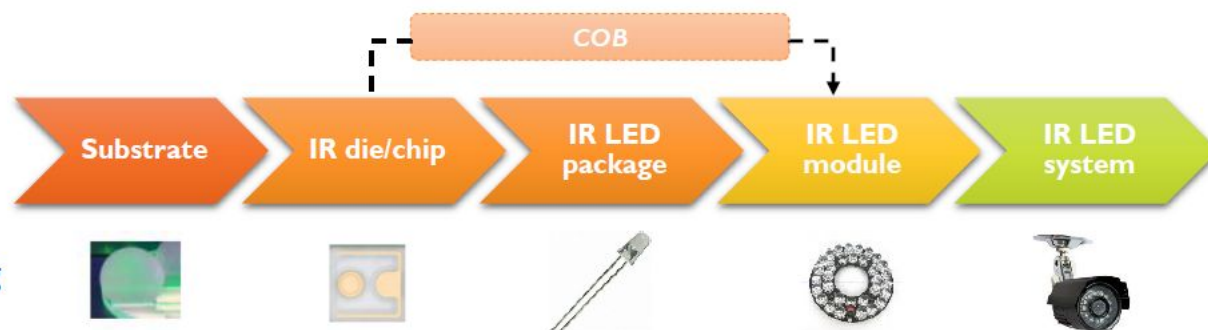 COB
Substrate
IR die/chip
IR LED
package
IR LED
module
IR LED
system